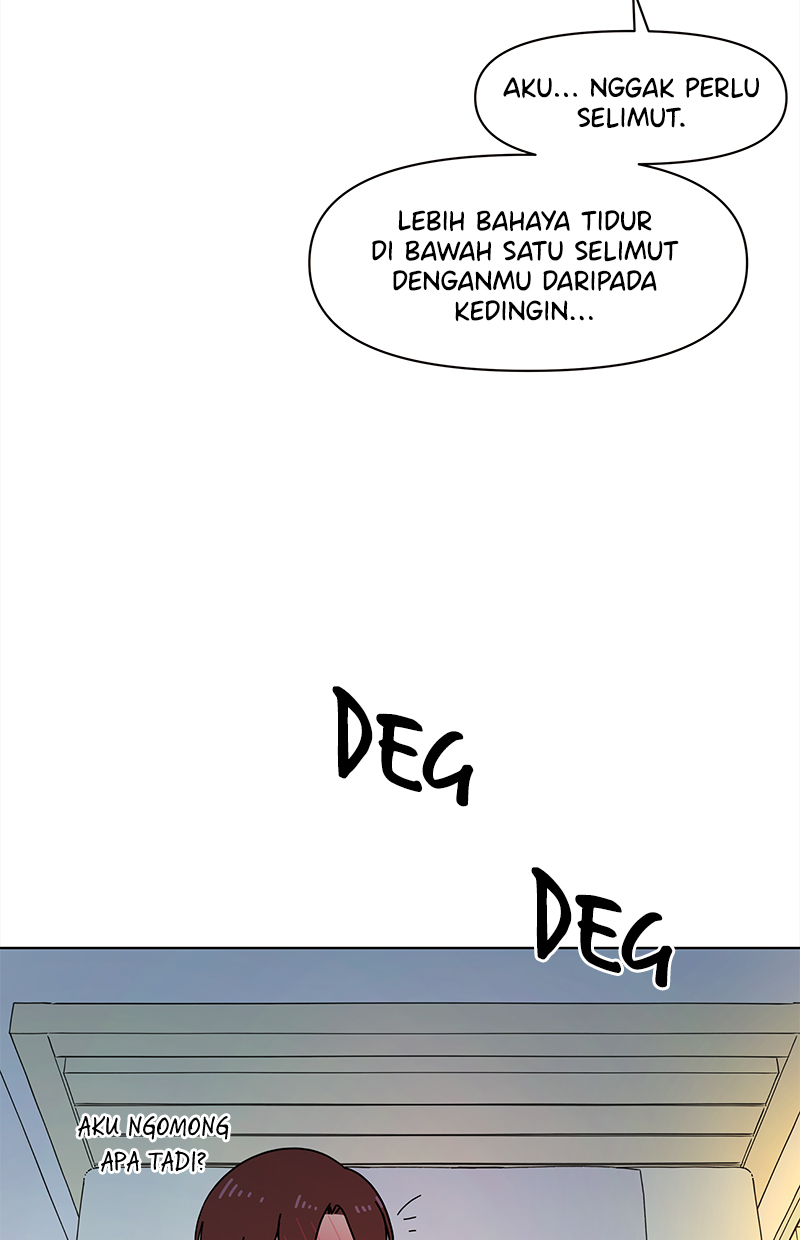 AKU... NGGAK PERLU
SELIMUT.
LEBIH BAHAYA TIDUR
DI BAWAH SATU SELIMUT
DENGANMU DARIPADA
KEDINGIN...
DEG
DEG
AKU NGOMONG
APA TADI?